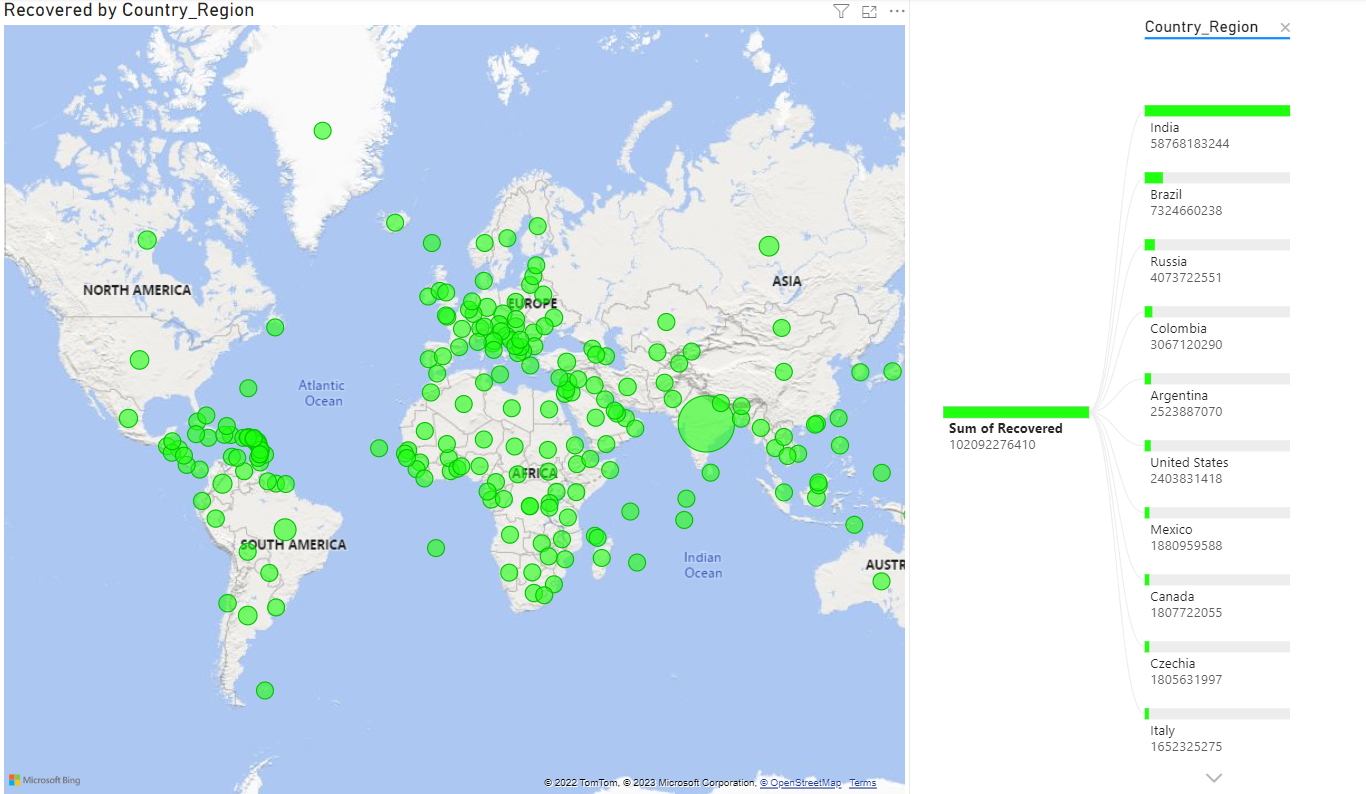 Recovered by Country_Region
NORTH AMERICA
Atlantic
Ocean
SOUTH AMERICA
EUROPE
AFRICA
ASIA
Indian
Ocean
AUSTR
Microsoft Bing
© 2022 TomTom, © 2023 Microsoft Corporation, © OpenStreetMap Terms
Sum of Recovered
102092276410
Country_Region
India
58768183244
Brazil
7324660238
Russia
4073722551
Colombia
3067120290
Argentina
2523887070
United States
2403831418
Mexico
1880959588
Canada
1807722055
Czechia
1805631997
Italy
1652325275